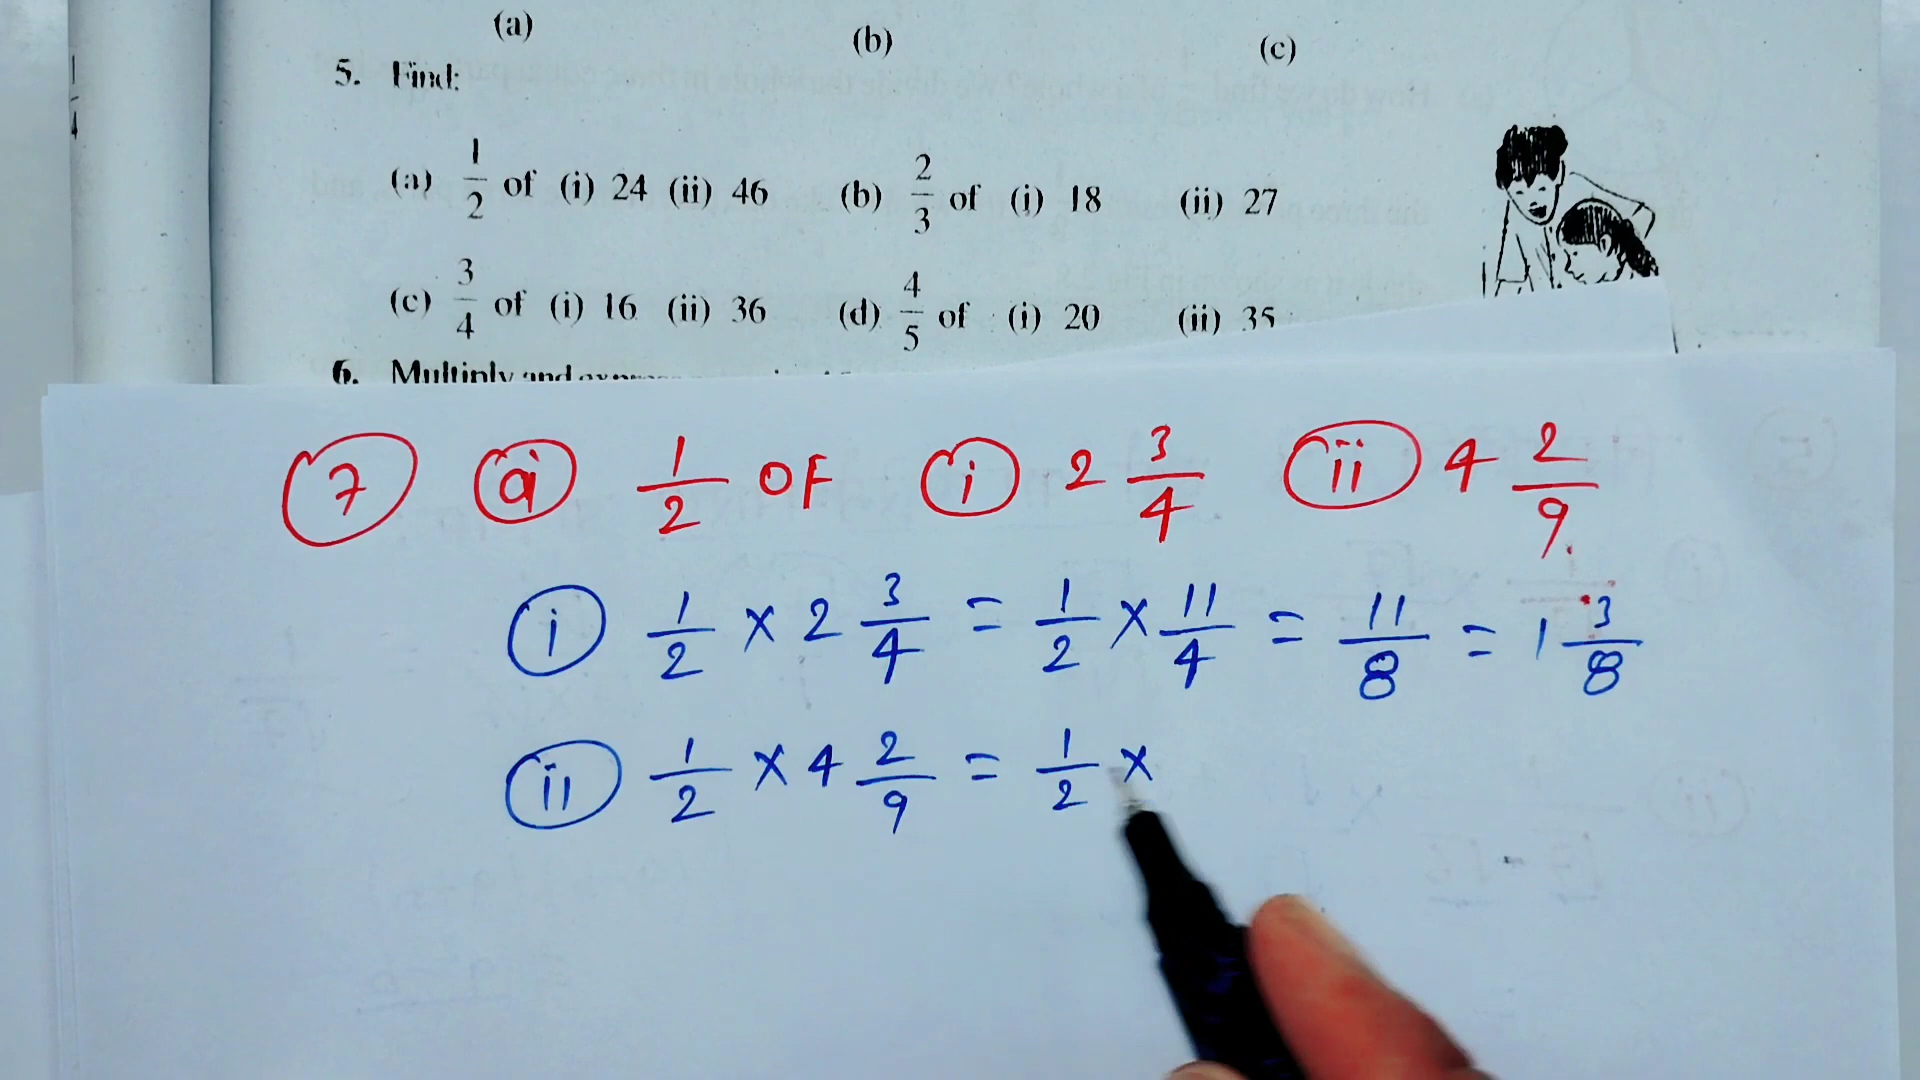 (a) (b) (c)
5. Find:
(a) 1/2 of (i) 24 (ii) 46 (b) 2/3 of (i) 18 (ii) 27
(c) 3/4 of (i) 16 (ii) 36 (d) 4/5 of (i) 20 (ii) 35
6. Multiply and
7 a 1/2 OF i 2 3/4 ii 4 2/9
i 1/2 × 2 3/4 = 1/2 × 11/4 = 11/8 = 1 3/8
ii 1/2 × 4 2/9 = 1/2 ×